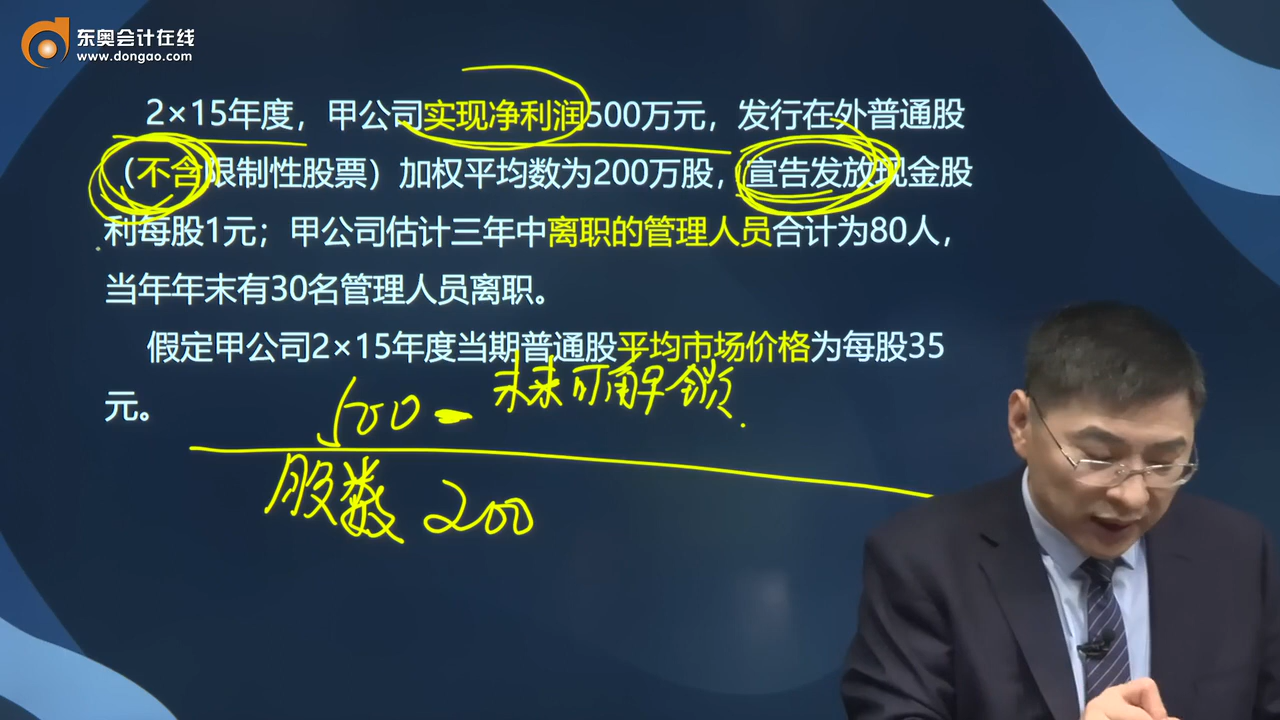 东奥会计在线
www.dongao.com
2×15年度，甲公司实现净利润500万元，发行在外普通股
（不含限制性股票）加权平均数为200万股，宣告发放现金股
利每股1元；甲公司估计三年中离职的管理人员合计为80人，
当年年末有30名管理人员离职。
假定甲公司2×15年度当期普通股平均市场价格为每股35
元。
500 - 未来可解锁
股数 200